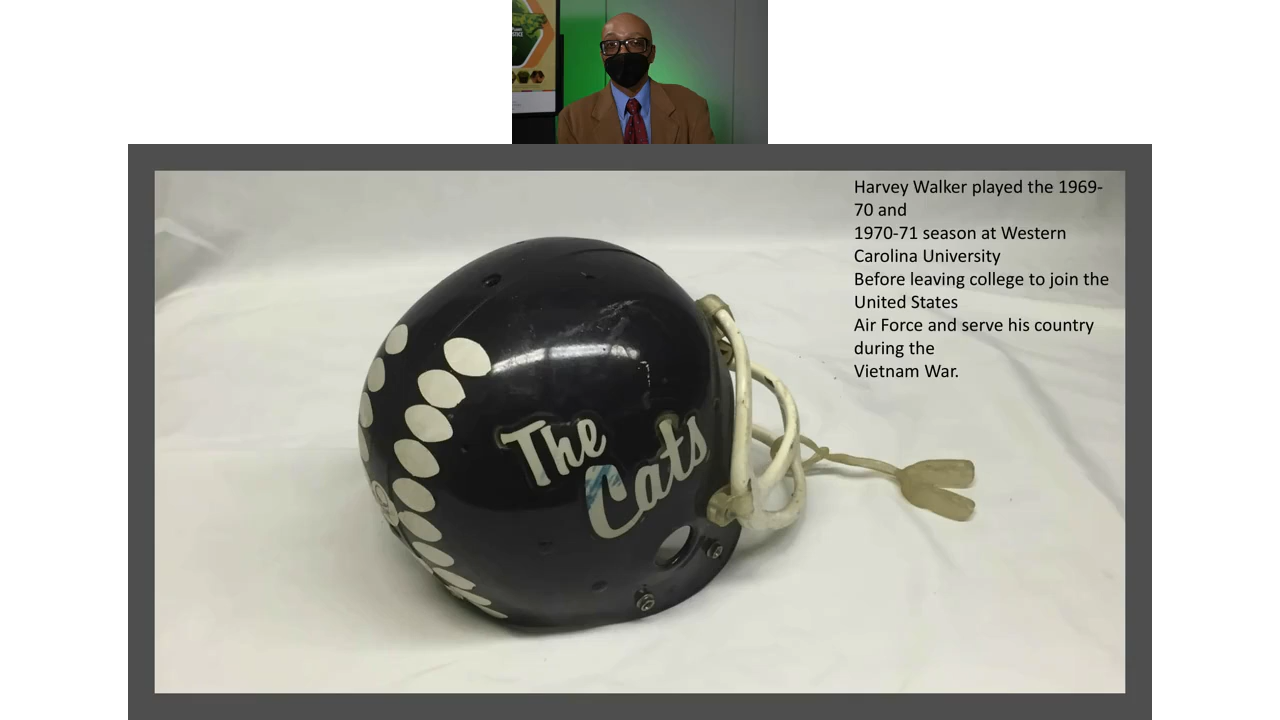 Harvey Walker played the 1969-
70 and
1970-71 season at Western
Carolina University
Before leaving college to join the
United States
Air Force and serve his country
during the
Vietnam War.
The
Cats